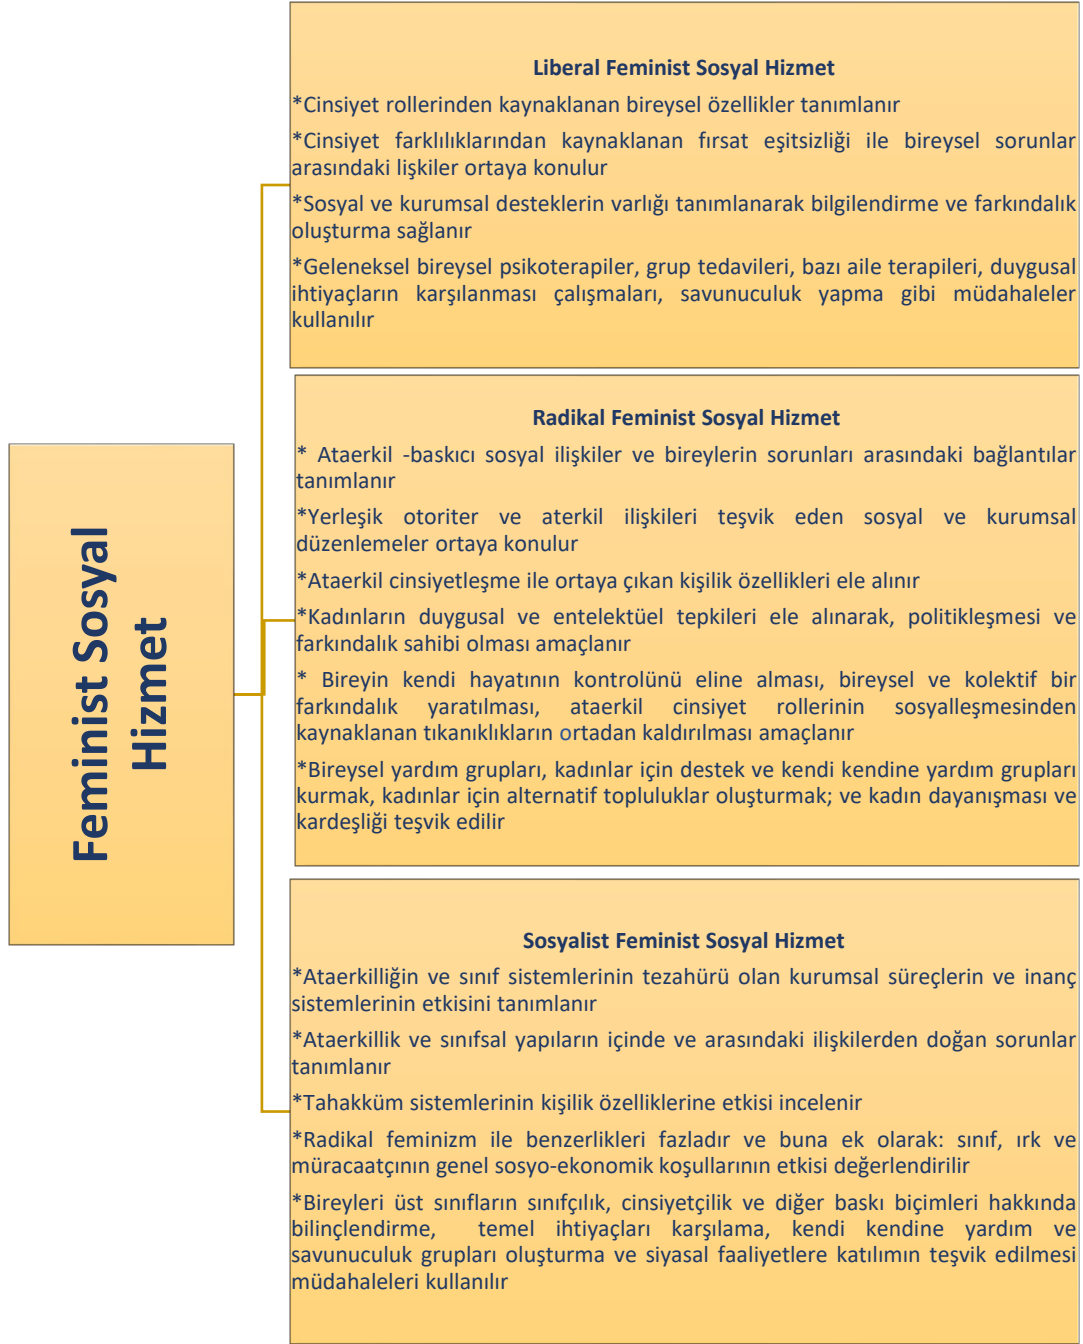 Feminist Sosyal
Hizmet
Liberal Feminist Sosyal Hizmet
*Cinsiyet rollerinden kaynaklanan bireysel özellikler tanımlanır
*Cinsiyet farklılıklarından kaynaklanan fırsat eşitsizliği ile bireysel sorunlar
arasındaki lişkiler ortaya konulur
*Sosyal ve kurumsal desteklerin varlığı tanımlanarak bilgilendirme ve farkındalık
oluşturma sağlanır
*Geleneksel bireysel psikoterapiler, grup tedavileri, bazı aile terapileri, duygusal
ihtiyaçların karşılanması çalışmaları, savunuculuk yapma gibi müdahaleler
kullanılır
Radikal Feminist Sosyal Hizmet
* Ataerkil -baskıcı sosyal ilişkiler ve bireylerin sorunları arasındaki bağlantılar
tanımlanır
*Yerleşik otoriter ve aterkil ilişkileri teşvik eden sosyal ve kurumsal
düzenlemeler ortaya konulur
*Ataerkil cinsiyetleşme ile ortaya çıkan kişilik özellikleri ele alınır
*Kadınların duygusal ve entelektüel tepkileri ele alınarak, politikleşmesi ve
farkındalık sahibi olması amaçlanır
* Bireyin kendi hayatının kontrolünü eline alması, bireysel ve kolektif bir
farkındalık yaratılması, ataerkil cinsiyet rollerinin sosyalleşmesinden
kaynaklanan tıkanıklıkların ortadan kaldırılması amaçlanır
*Bireysel yardım grupları, kadınlar için destek ve kendi kendine yardım grupları
kurmak, kadınlar için alternatif topluluklar oluşturmak; ve kadın dayanışması ve
kardeşliği teşvik edilir
Sosyalist Feminist Sosyal Hizmet
*Ataerkilliğin ve sınıf sistemlerinin tezahürü olan kurumsal süreçlerin ve inanç
sistemlerinin etkisini tanımlanır
*Ataerkillik ve sınıfsal yapıların içinde ve arasındaki ilişkilerden doğan sorunlar
tanımlanır
*Tahakküm sistemlerinin kişilik özelliklerine etkisi incelenir
*Radikal feminizm ile benzerlikleri fazladır ve buna ek olarak: sınıf, ırk ve
müracaatçının genel sosyo-ekonomik koşullarının etkisi değerlendirilir
*Bireyleri üst sınıfların sınıfçılık, cinsiyetçilik ve diğer baskı biçimleri hakkında
bilinçlendirme, temel ihtiyaçları karşılama, kendi kendine yardım ve
savunuculuk grupları oluşturma ve siyasal faaliyetlere katılımın teşvik edilmesi
müdahaleleri kullanılır